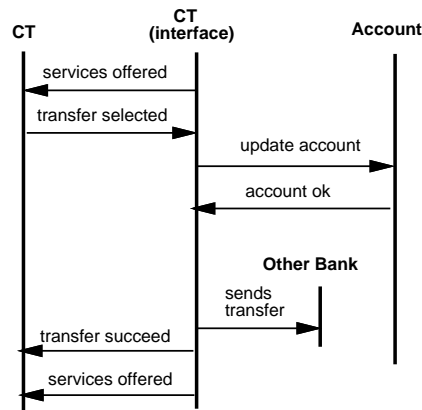 CT
CT
(interface)
Account
services offered
transfer selected
update account
account ok
Other Bank
sends
transfer
transfer succeed
services offered